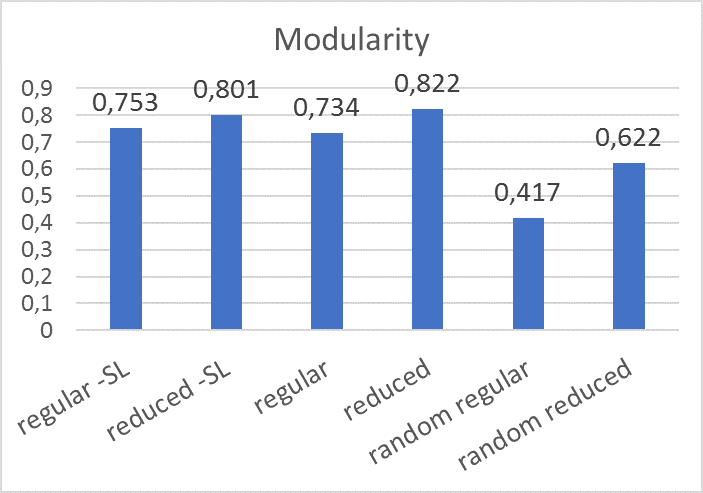 Modularity
0,9
0,8
0,7
0,6
0,5
0,4
0,3
0,2
0,1
0
0,753
0,801
0,734
0,822
0,417
0,622
regular -SL
reduced -SL
regular
reduced
random regular
random reduced